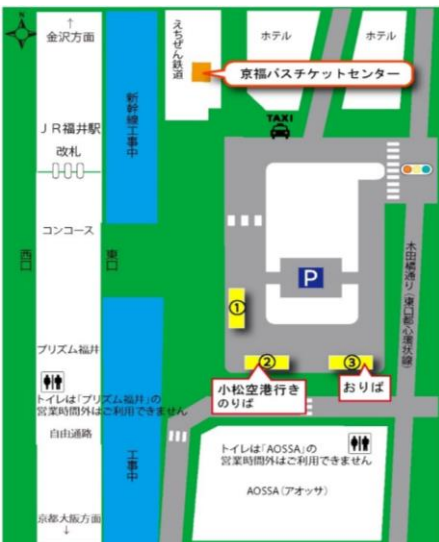 N
↑
金沢方面
えちぜん鉄道
ホテル
ホテル
京福バスチケットセンター
新幹線工事中
TAXI
JR福井駅
改札
コンコース
西口
東口
P
木田橋通り(東口都心環状線)
①
②
③
小松空港行き
のりば
おりば
プリズム福井
トイレは「プリズム福井」の
営業時間外はご利用できません
自由通路
工事中
トイレは「AOSSA」の
営業時間外はご利用できません
AOSSA(アオッサ)
京都大阪方面
↓